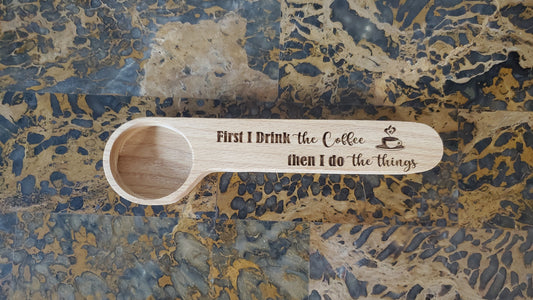 First I Drink the Coffee
then I do the things